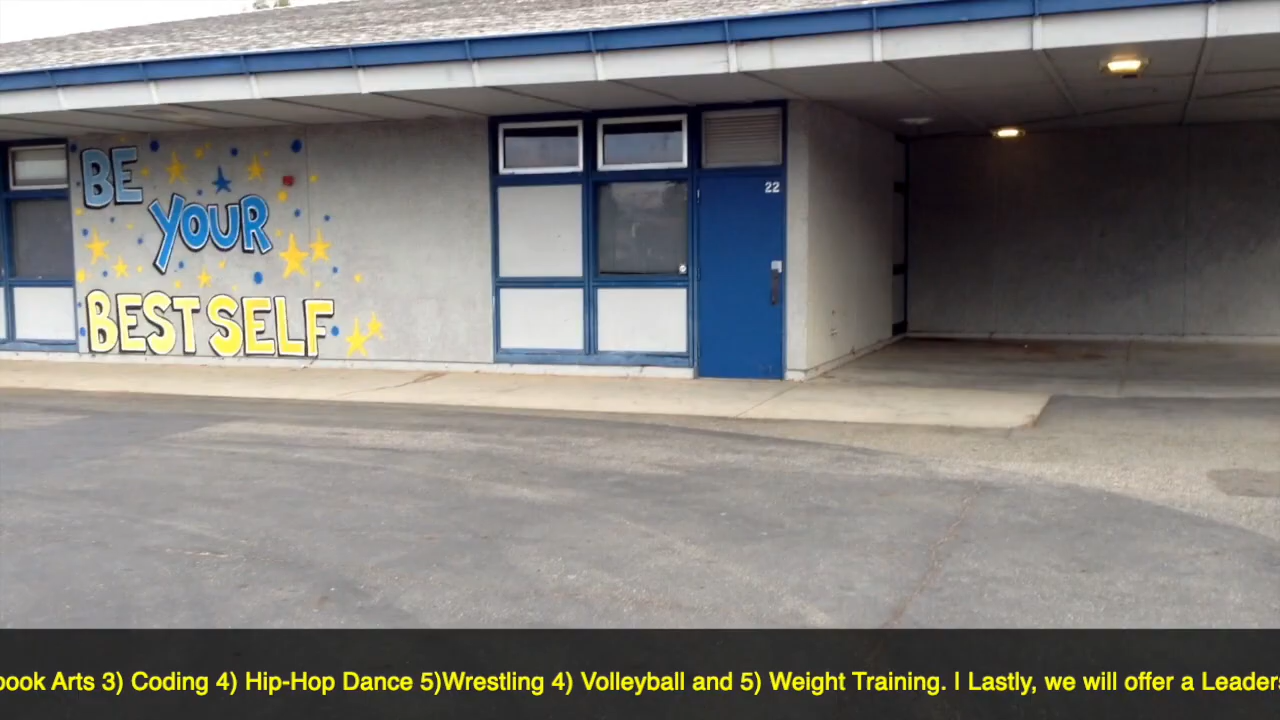 BE
YOUR
BEST SELF
22
book Arts 3) Coding 4) Hip-Hop Dance 5)Wrestling 4) Volleyball and 5) Weight Training. I Lastly, we will offer a Leaders